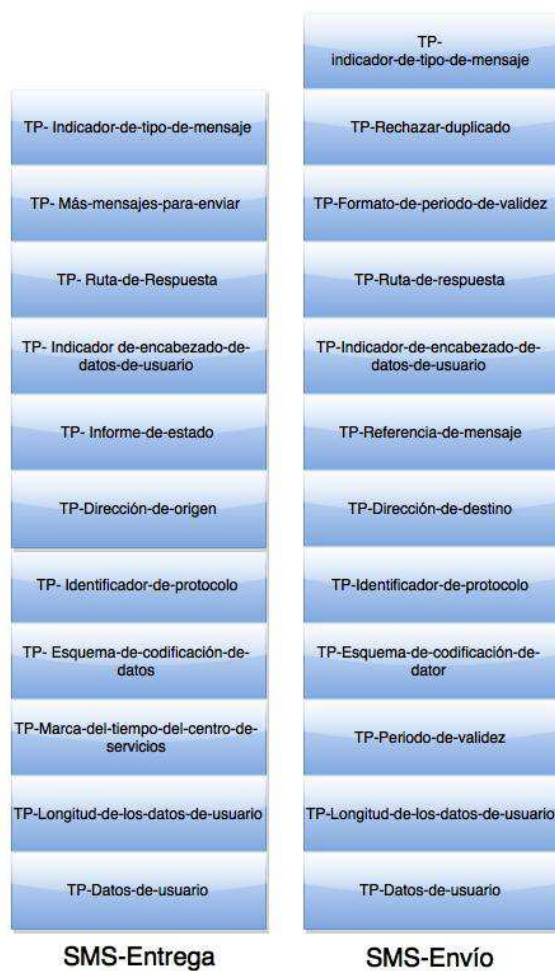 TP- Indicador-de-tipo-de-mensaje
TP- Más-mensajes-para-enviar
TP- Ruta-de-Respuesta
TP- Indicador de-encabezado-de-
datos-de-usuario
TP- Informe-de-estado
TP-Dirección-de-origen
TP- Identificador-de-protocolo
TP- Esquema-de-codificación-de-
datos
TP-Marca-del-tiempo-del-centro-de-
servicios
TP-Longitud-de-los-datos-de-usuario
TP-Datos-de-usuario
SMS-Entrega
TP-
indicador-de-tipo-de-mensaje
TP-Rechazar-duplicado
TP-Formato-de-periodo-de-validez
TP-Ruta-de-respuesta
TP-Indicador-de-encabezado-de-
datos-de-usuario
TP-Referencia-de-mensaje
TP-Dirección-de-destino
TP-Identificador-de-protocolo
TP-Esquema-de-codificación-de-
dator
TP-Periodo-de-validez
TP-Longitud-de-los-datos-de-usuario
TP-Datos-de-usuario
SMS-Envío